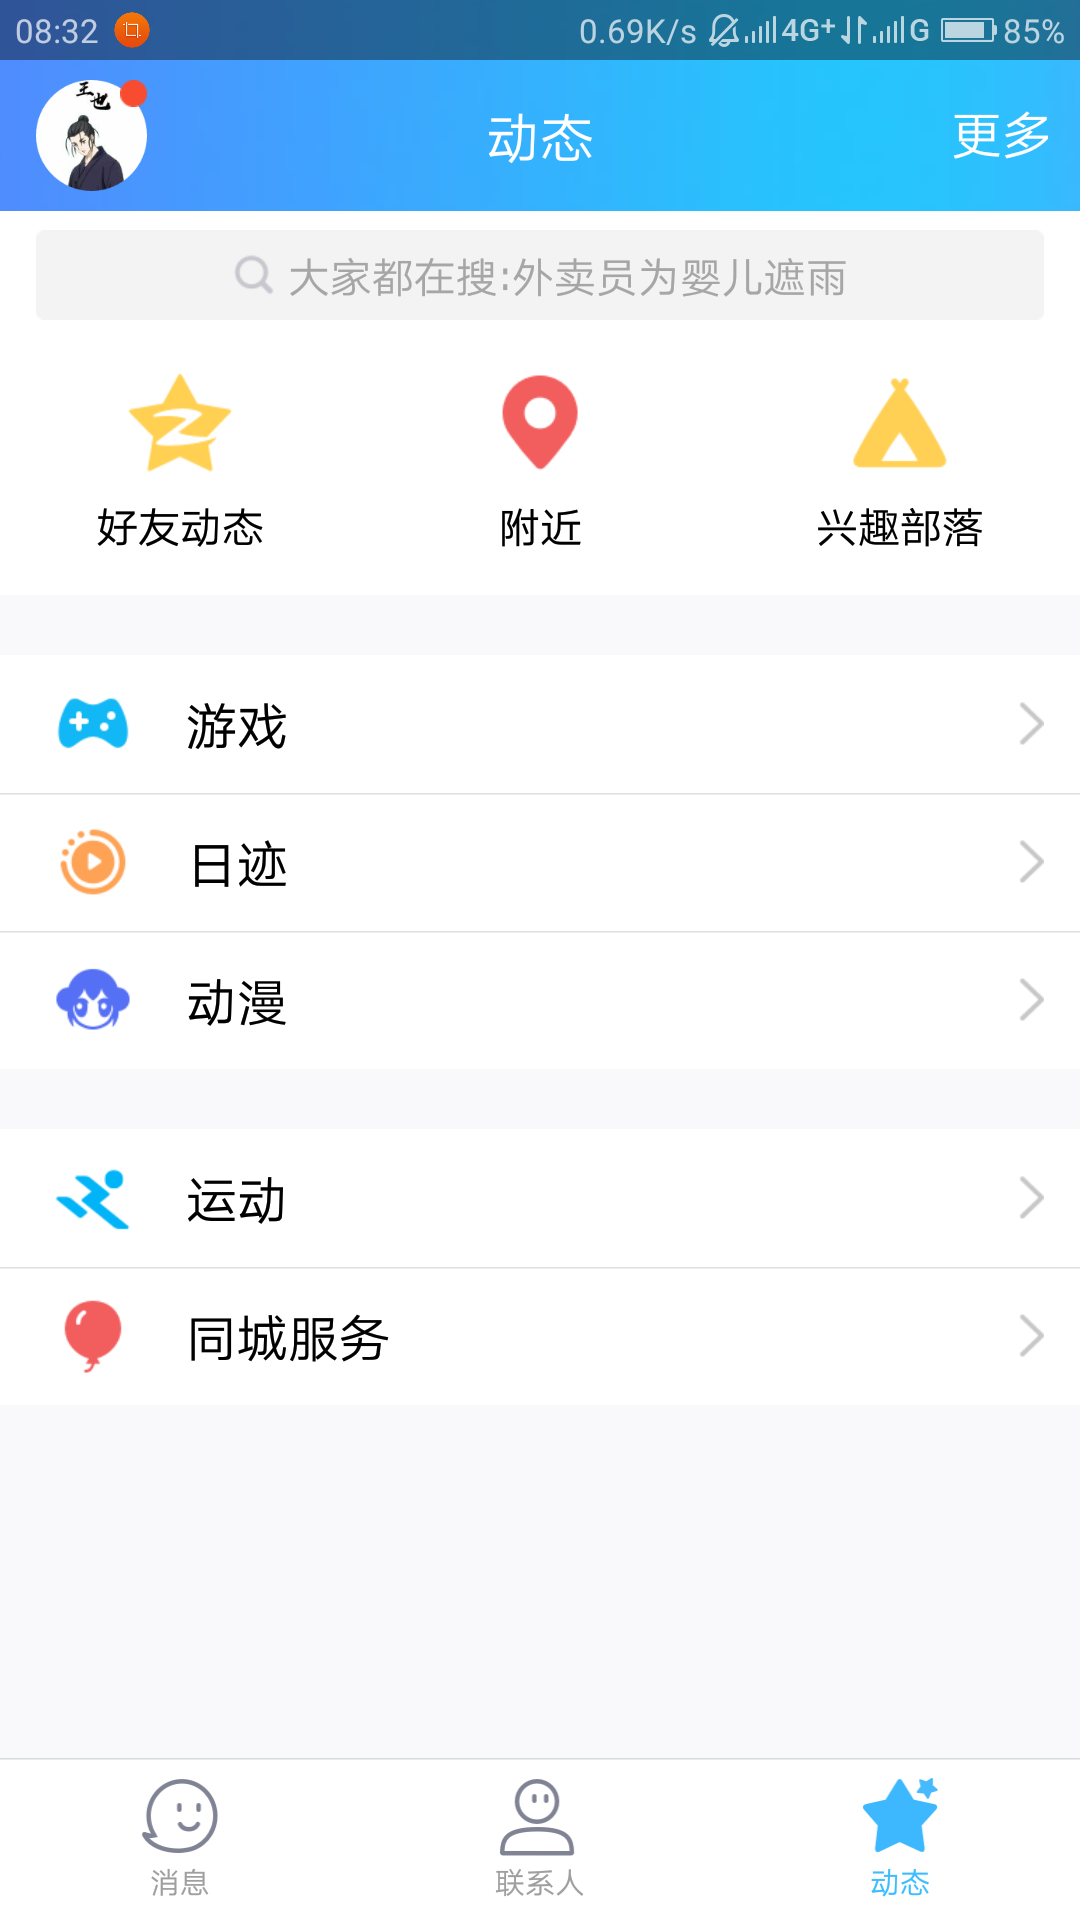 08:32 0.69K/s 4G+ G 85%
王也
动态 更多
大家都在搜:外卖员为婴儿遮雨
好友动态 附近 兴趣部落
游戏
日迹
动漫
运动
同城服务
消息 联系人 动态